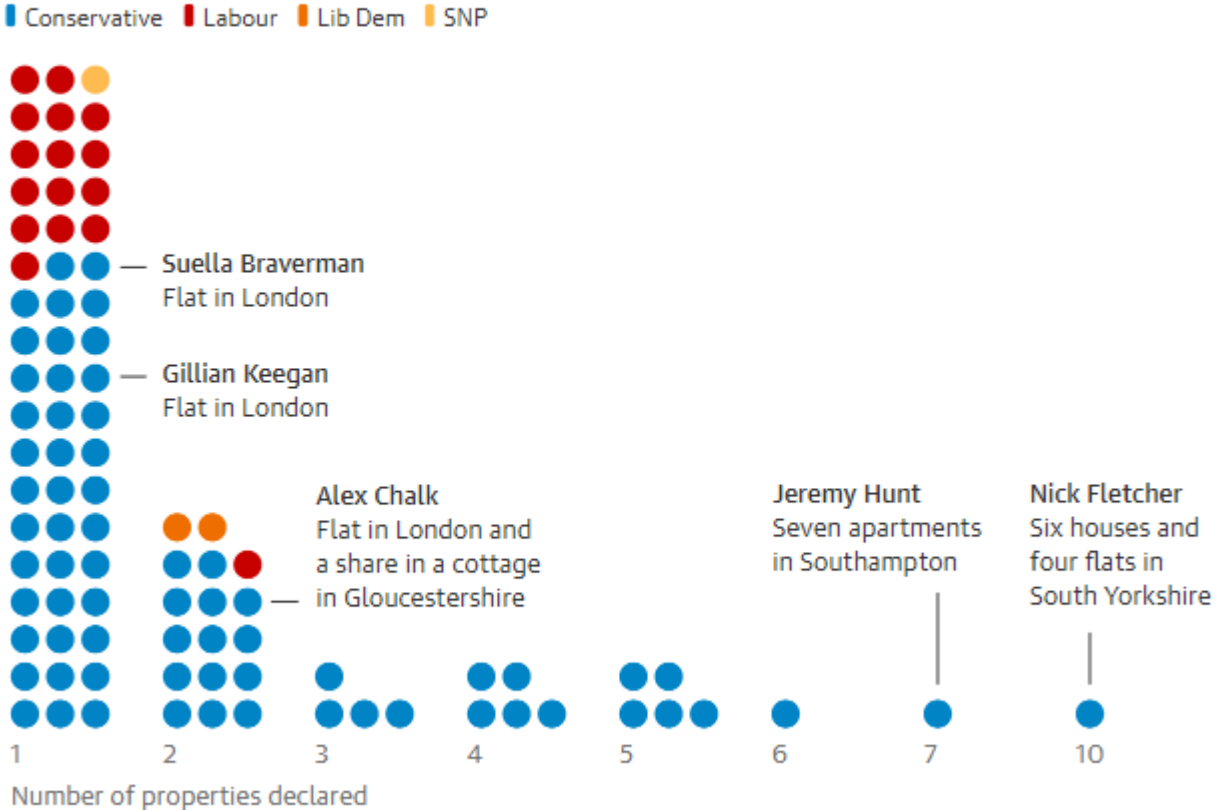 Conservative Labour Lib Dem SNP
Suella Braverman
Flat in London
Gillian Keegan
Flat in London
Alex Chalk
Flat in London and
a share in a cottage
in Gloucestershire
Jeremy Hunt
Seven apartments
in Southampton
Nick Fletcher
Six houses and
four flats in
South Yorkshire
1 2 3 4 5 6 7 10
Number of properties declared